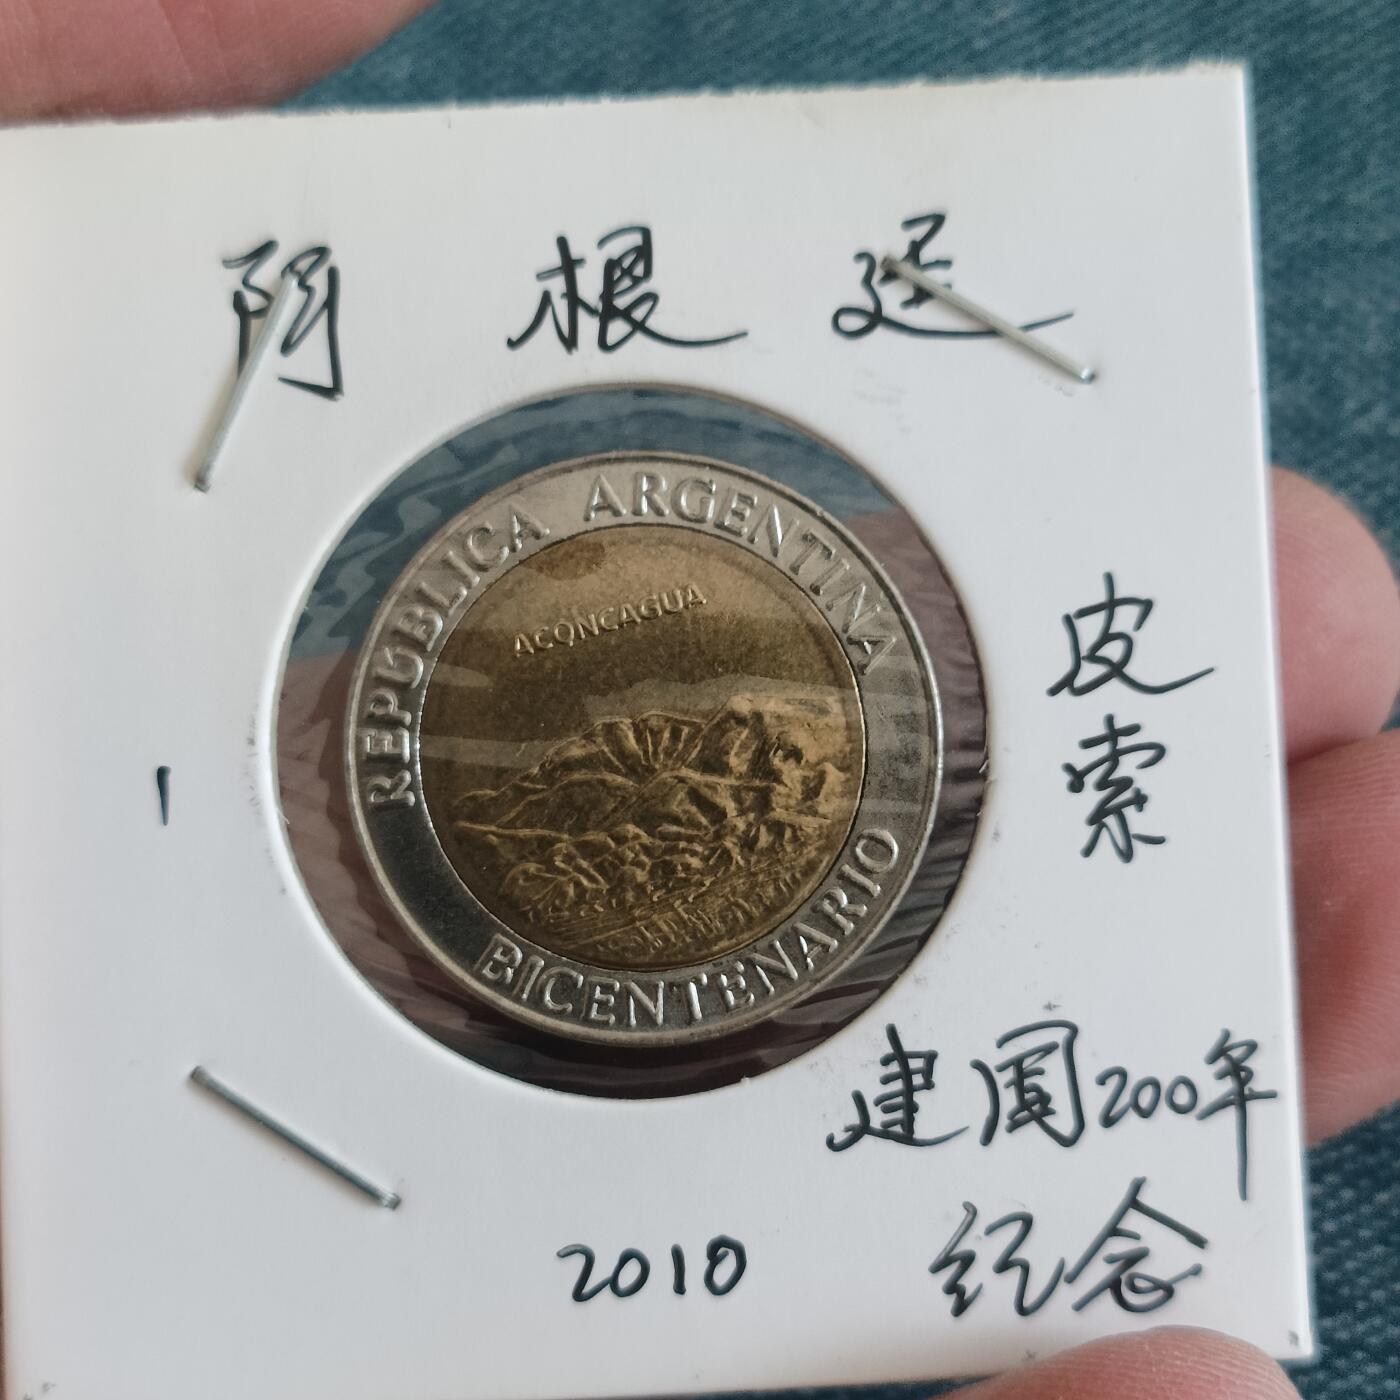 阿根廷
REPUBLICA ARGENTINA
ACONCAGUA
BICENTENARIO
1
皮
索
建国200年
纪念
2010